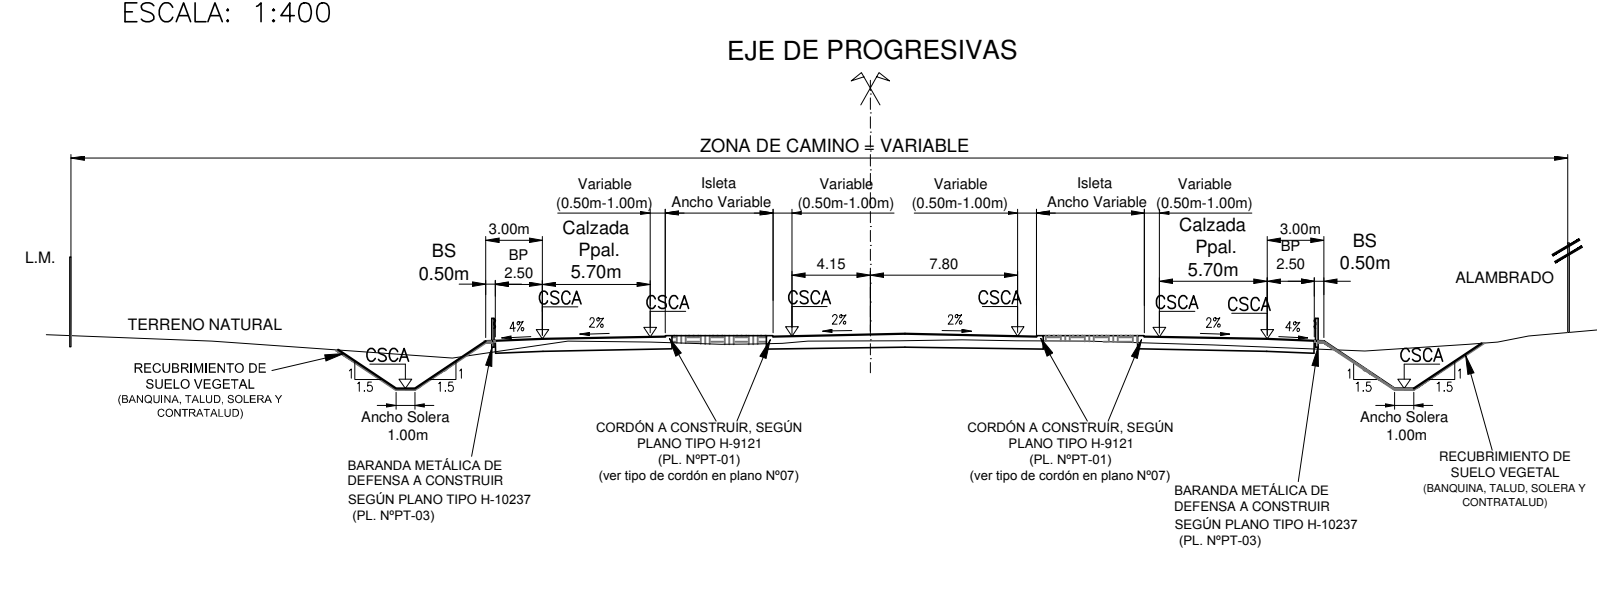 ESCALA: 1:400
EJE DE PROGRESIVAS
ZONA DE CAMINO = VARIABLE
Variable
(0.50m-1.00m)
Isleta
Ancho Variable
Variable
(0.50m-1.00m)
Variable
(0.50m-1.00m)
Isleta
Ancho Variable
Variable
(0.50m-1.00m)
L.M.
BS
0.50m
3.00m
BP
2.50
Calzada
Ppal.
5.70m
4.15
7.80
Calzada
Ppal.
5.70m
3.00m
BP
2.50
BS
0.50m
ALAMBRADO
CSCA
CSCA
CSCA
CSCA
CSCA
CSCA
TERRENO NATURAL
4%
2%
2%
2%
2%
4%
CSCA
1
1.5
1
1.5
CSCA
1
1.5
1
1.5
RECUBRIMIENTO DE
SUELO VEGETAL
(BANQUINA, TALUD, SOLERA Y
CONTRATALUD)
Ancho Solera
1.00m
Ancho Solera
1.00m
CORDÓN A CONSTRUIR, SEGÚN
PLANO TIPO H-9121
(PL. NºPT-01)
(ver tipo de cordón en plano Nº07)
CORDÓN A CONSTRUIR, SEGÚN
PLANO TIPO H-9121
(PL. NºPT-01)
(ver tipo de cordón en plano Nº07)
BARANDA METÁLICA DE
DEFENSA A CONSTRUIR
SEGÚN PLANO TIPO H-10237
(PL. NºPT-03)
BARANDA METÁLICA DE
DEFENSA A CONSTRUIR
SEGÚN PLANO TIPO H-10237
(PL. NºPT-03)
RECUBRIMIENTO DE
SUELO VEGETAL
(BANQUINA, TALUD, SOLERA Y
CONTRATALUD)